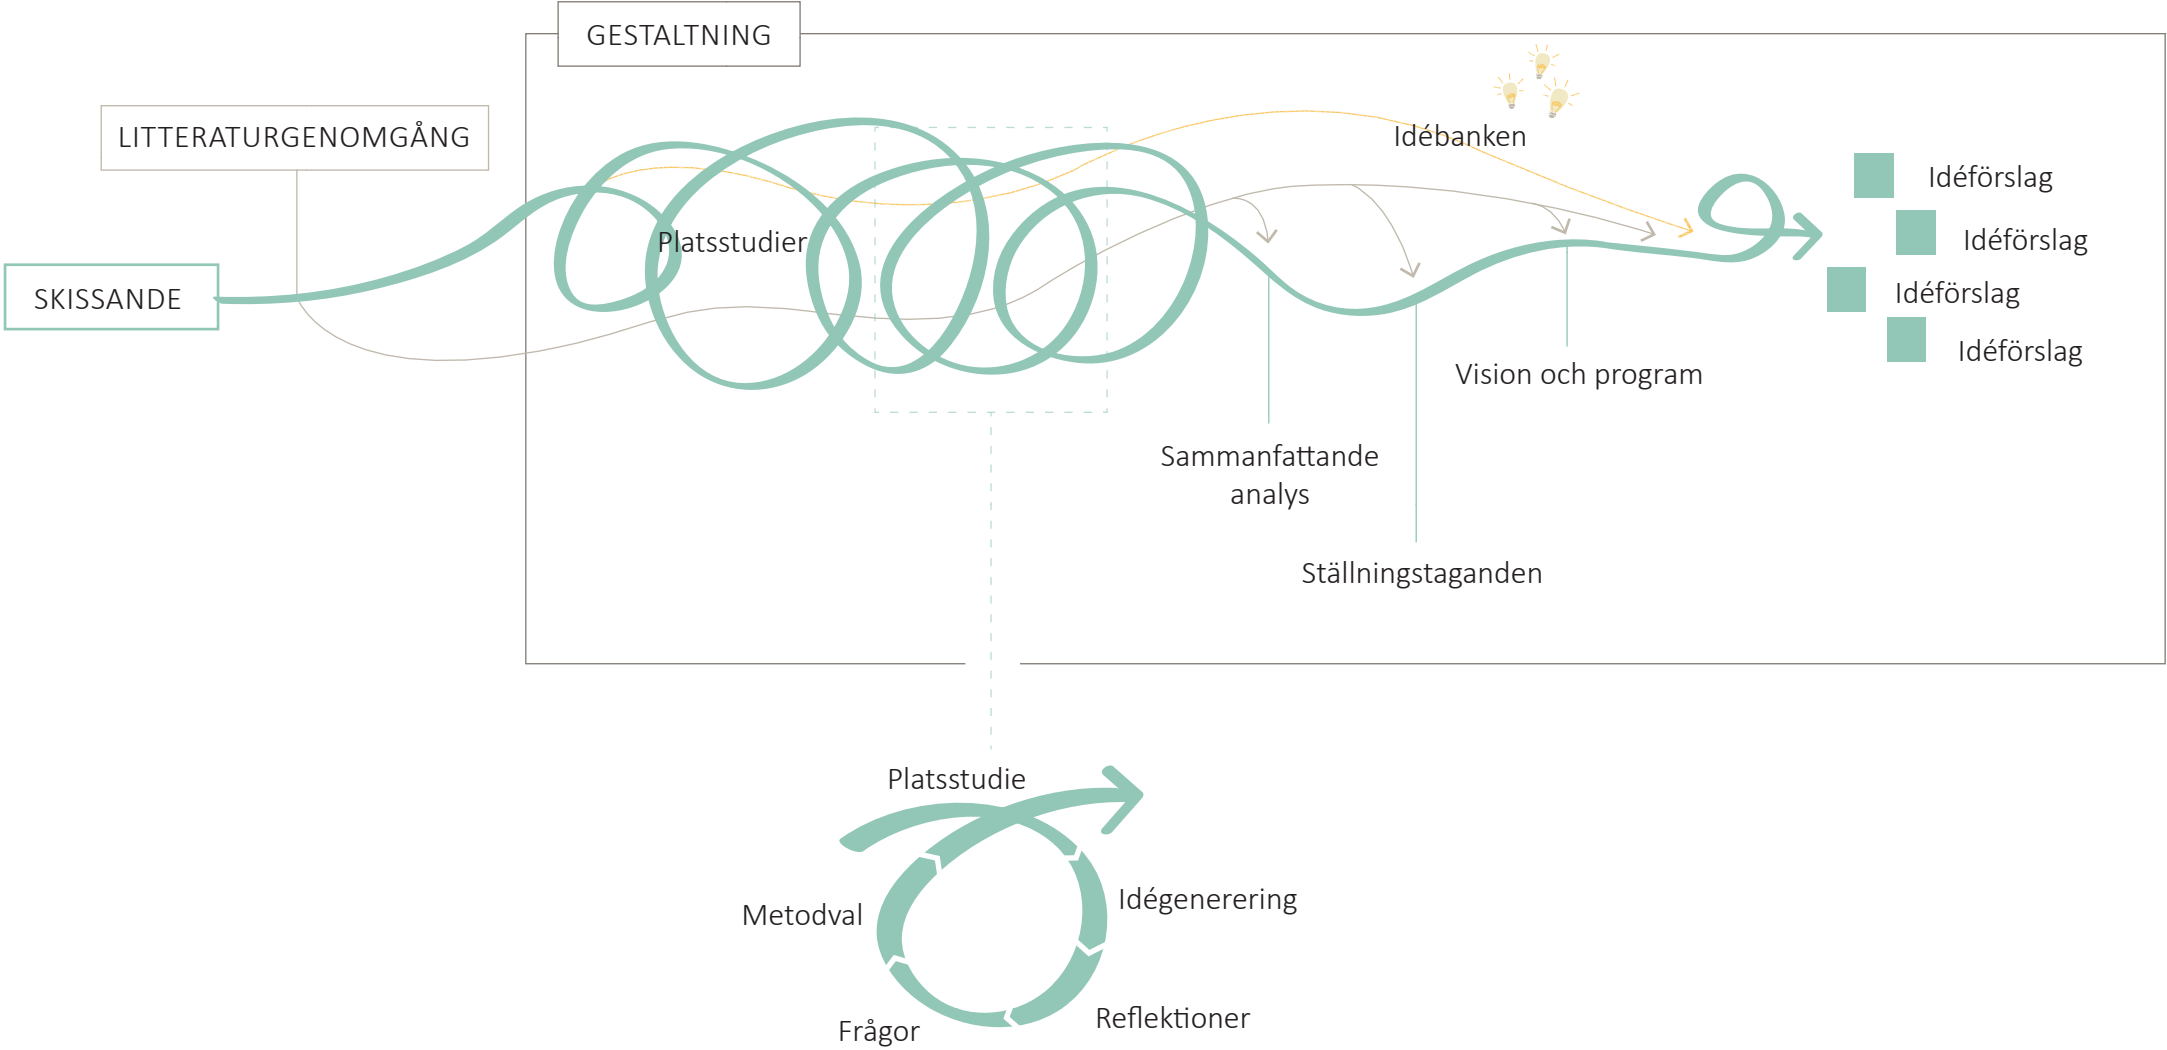 GESTALTNING
LITTERATURGENOMGÅNG
Idébanken
Idéförslag
Platsstudier
Idéförslag
SKISSANDE
Idéförslag
Idéförslag
Vision och program
Sammanfattande
analys
Ställningstaganden
Platsstudie
Idégenerering
Metodval
Reflektioner
Frågor